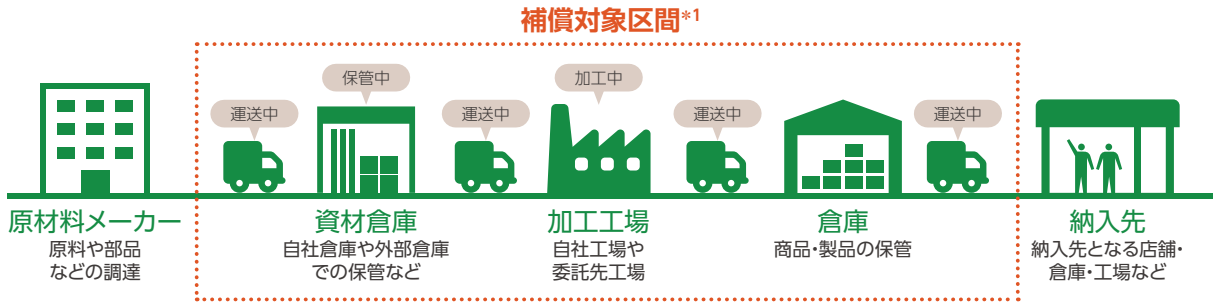 補償対象区間*1
運送中
保管中
運送中
加工中
運送中
運送中
原材料メーカー
原料や部品
などの調達
資材倉庫
自社倉庫や外部倉庫
での保管など
加工工場
自社工場や
委託先工場
倉庫
商品・製品の保管
納入先
納入先となる店舗・
倉庫・工場など